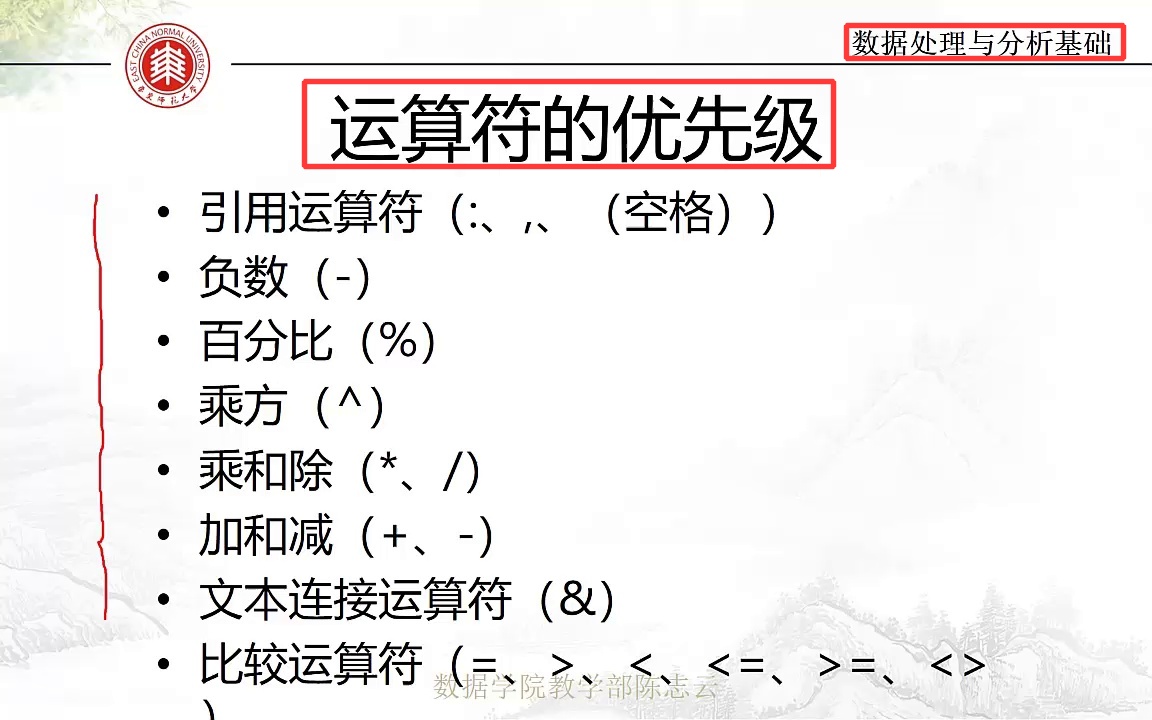 EAST CHINA NORMAL UNIVERSITY
华东师范大学
数据处理与分析基础
运算符的优先级
• 引用运算符（:、,、（空格））
• 负数（-）
• 百分比（%）
• 乘方（^）
• 乘和除（*、/）
• 加和减（+、-）
• 文本连接运算符（&）
• 比较运算符（=、>、<、<=、>=、<>
）
数据学院教学部陈志云